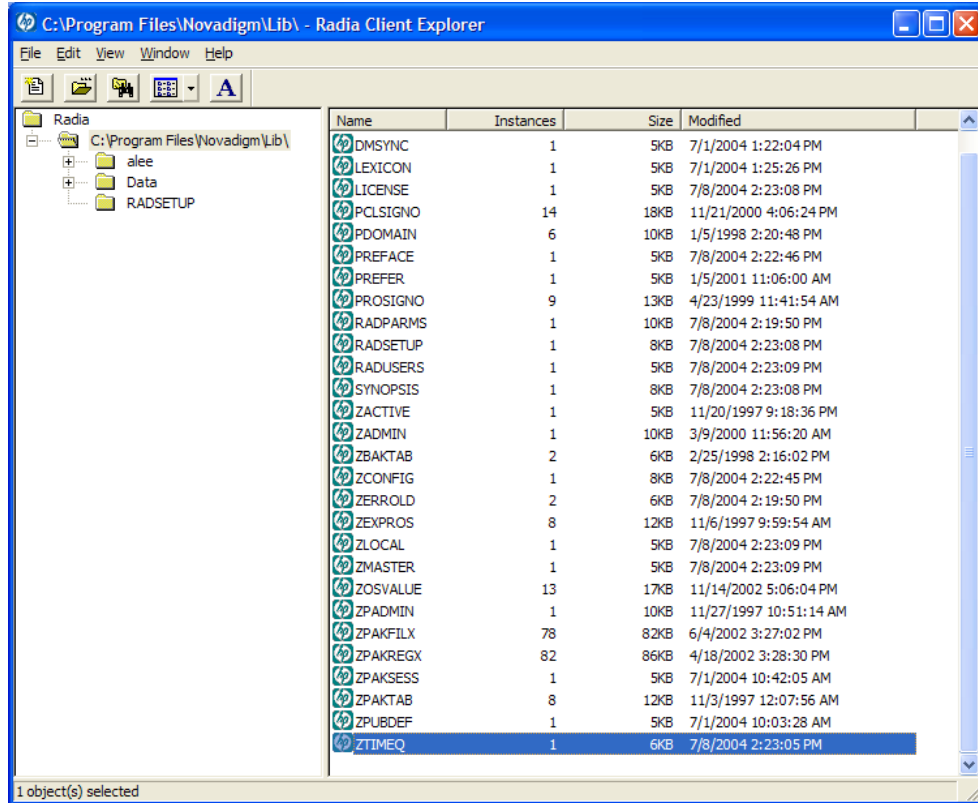 C:\Program Files\Novadigm\Lib\ - Radia Client Explorer
File Edit View Window Help
A
Radia
C:\Program Files\Novadigm\Lib\
alee
Data
RADSETUP
Name Instances Size Modified
DMSYNC 1 5KB 7/1/2004 1:22:04 PM
LEXICON 1 5KB 7/1/2004 1:25:26 PM
LICENSE 1 5KB 7/8/2004 2:23:08 PM
PCLSIGNO 14 18KB 11/21/2000 4:06:24 PM
PDOMAIN 6 10KB 1/5/1998 2:20:48 PM
PREFACE 1 5KB 7/8/2004 2:22:46 PM
PREFER 1 5KB 1/5/2001 11:06:00 AM
PROSIGNO 9 13KB 4/23/1999 11:41:54 AM
RADPARMS 1 10KB 7/8/2004 2:19:50 PM
RADSETUP 1 8KB 7/8/2004 2:23:08 PM
RADUSERS 1 5KB 7/8/2004 2:23:09 PM
SYNOPSIS 1 8KB 7/8/2004 2:23:08 PM
ZACTIVE 1 5KB 11/20/1997 9:18:36 PM
ZADMIN 1 10KB 3/9/2000 11:56:20 AM
ZBAKTAB 2 6KB 2/25/1998 2:16:02 PM
ZCONFIG 1 8KB 7/8/2004 2:22:45 PM
ZERROLD 2 6KB 7/8/2004 2:19:50 PM
ZEXPROS 8 12KB 11/6/1997 9:59:54 AM
ZLOCAL 1 5KB 7/8/2004 2:23:09 PM
ZMASTER 1 5KB 7/8/2004 2:23:09 PM
ZOSVALUE 13 17KB 11/14/2002 5:06:04 PM
ZPADMIN 1 10KB 11/27/1997 10:51:14 AM
ZPAKFILX 78 82KB 6/4/2002 3:27:02 PM
ZPAKREGX 82 86KB 4/18/2002 3:28:30 PM
ZPAKSESS 1 5KB 7/1/2004 10:42:05 AM
ZPAKTAB 8 12KB 11/3/1997 12:07:56 AM
ZPUBDEF 1 5KB 7/1/2004 10:03:28 AM
ZTIMEQ 1 6KB 7/8/2004 2:23:05 PM
1 object(s) selected